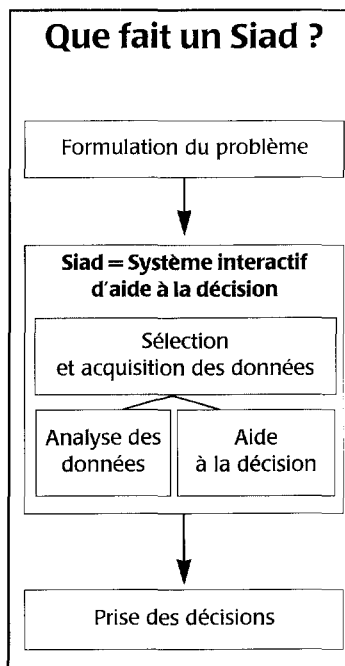 Que fait un Siad ?
Formulation du problème
Siad = Système interactif
d'aide à la décision
Sélection
et acquisition des données
Analyse des
données
Aide
à la décision
Prise des décisions